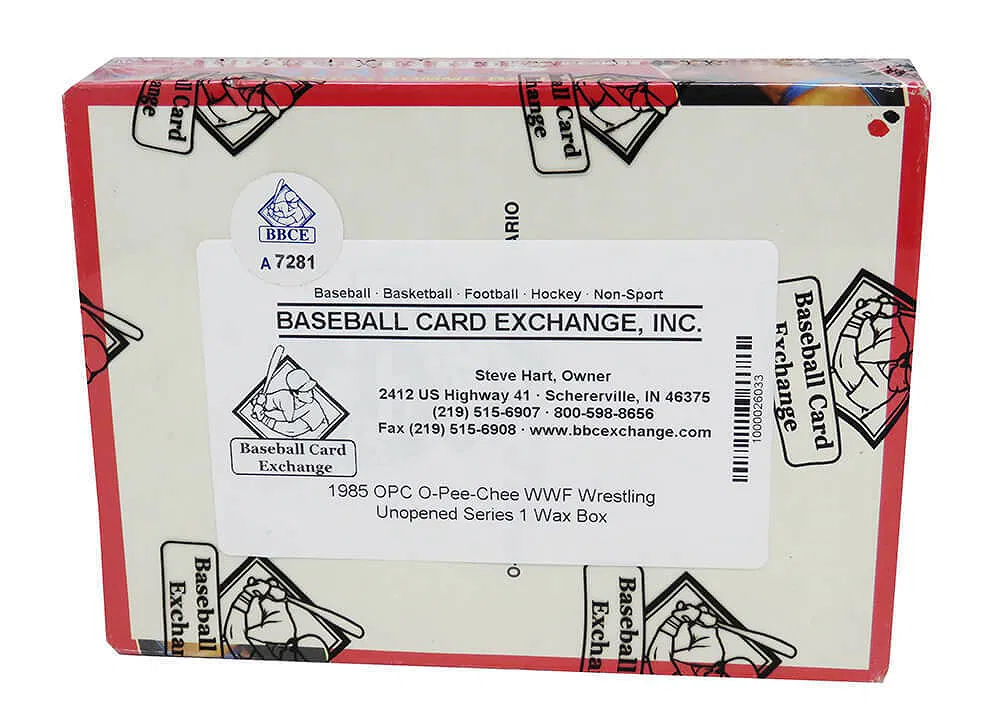 Card
Exchange
Card
Exchange
BBCE
A 7281
ARIO
Baseball · Basketball · Football · Hockey · Non-Sport
BASEBALL CARD EXCHANGE, INC.
Steve Hart, Owner
2412 US Highway 41 · Schererville, IN 46375
(219) 515-6907 · 800-598-8656
Fax (219) 515-6908 · www.bbcexchange.com
Baseball Card
Exchange
1985 OPC O-Pee-Chee WWF Wrestling
Unopened Series 1 Wax Box
1000026033
Baseball Card
Exchange
Baseball
Exchan
Baseball
Exchan